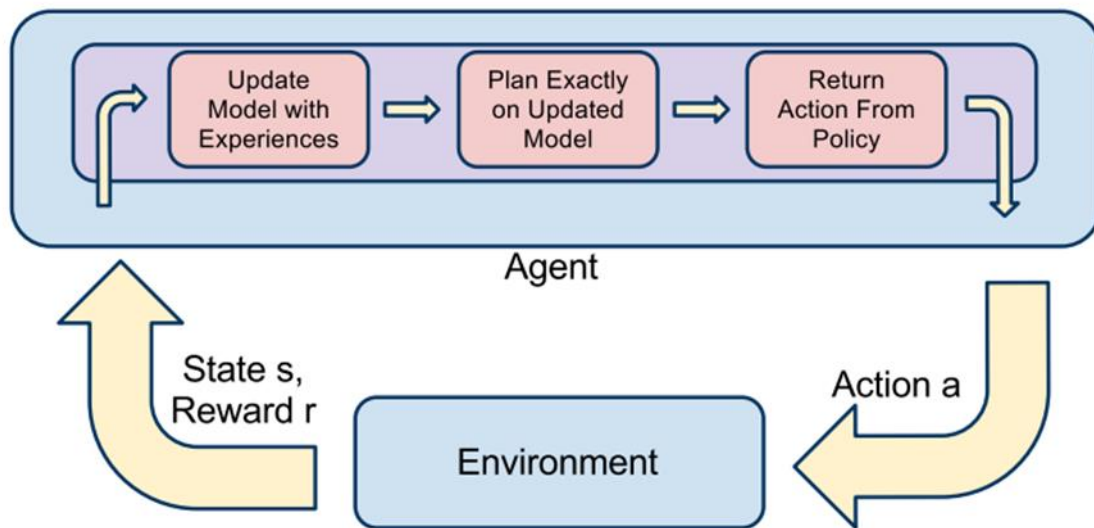 Update
Model with
Experiences
Plan Exactly
on Updated
Model
Return
Action From
Policy
Agent
State s,
Reward r
Action a
Environment